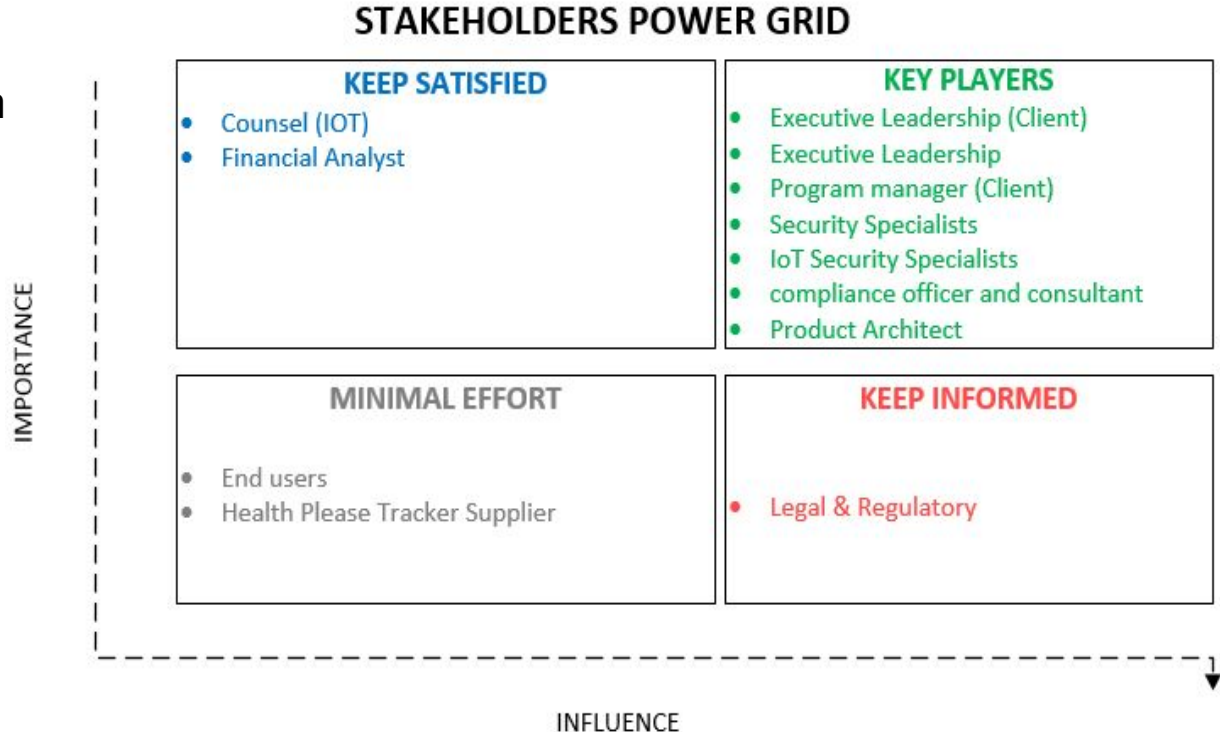 STAKEHOLDERS POWER GRID
KEEP SATISFIED
• Counsel (IOT)
• Financial Analyst
KEY PLAYERS
• Executive Leadership (Client)
• Executive Leadership
• Program manager (Client)
• Security Specialists
• IoT Security Specialists
• compliance officer and consultant
• Product Architect
IMPORTANCE
MINIMAL EFFORT
• End users
• Health Please Tracker Supplier
KEEP INFORMED
• Legal & Regulatory
INFLUENCE